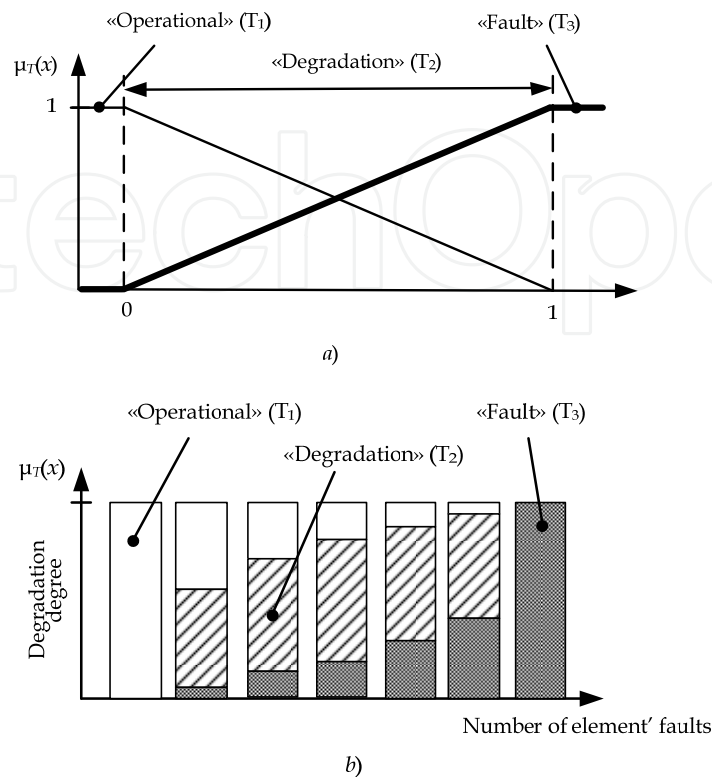 «Operational» (T1)
«Fault» (T3)
«Degradation» (T2)
μT(x)
1
0
1
a)
«Operational» (T1)
«Fault» (T3)
«Degradation» (T2)
μT(x)
Degradation
degree
Number of element' faults
b)
techOpe